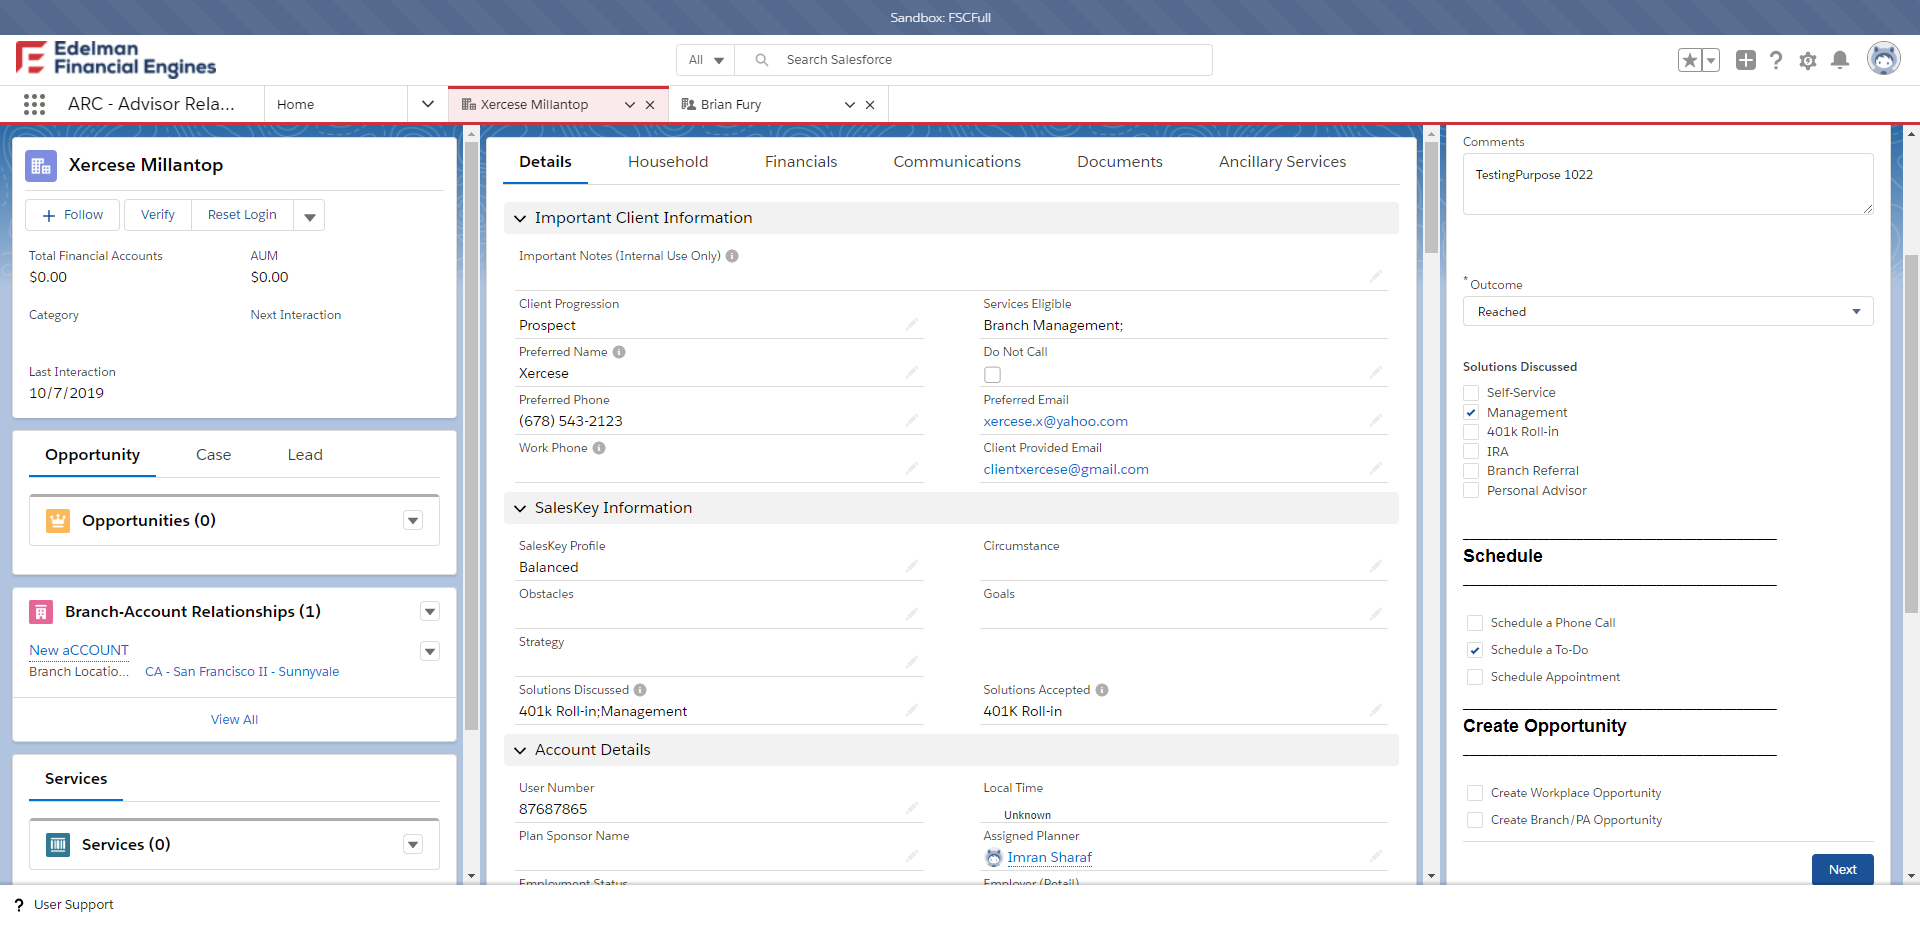 Sandbox: FSCFull
Edelman
Financial Engines
All
Search Salesforce
ARC - Advisor Rela...
Home
Xercese Millantop
Brian Fury
Xercese Millantop
Follow
Verify
Reset Login
Total Financial Accounts
AUM
$0.00
$0.00
Category
Next Interaction
Last Interaction
10/7/2019
Opportunity
Case
Lead
Opportunities (0)
Branch-Account Relationships (1)
New aCCOUNT
Branch Locatio...
CA - San Francisco II - Sunnyvale
View All
Services
Services (0)
Details
Household
Financials
Communications
Documents
Ancillary Services
Important Client Information
Important Notes (Internal Use Only)
Client Progression
Services Eligible
Prospect
Branch Management;
Preferred Name
Do Not Call
Xercese
Preferred Phone
Preferred Email
(678) 543-2123
xercese.x@yahoo.com
Work Phone
Client Provided Email
clientxercese@gmail.com
SalesKey Information
SalesKey Profile
Circumstance
Balanced
Obstacles
Goals
Strategy
Solutions Discussed
Solutions Accepted
401k Roll-in;Management
401K Roll-in
Account Details
User Number
Local Time
87687865
Unknown
Plan Sponsor Name
Assigned Planner
Imran Sharaf
Employment Status
Employer (Retail)
Comments
TestingPurpose 1022
* Outcome
Reached
Solutions Discussed
Self-Service
Management
401k Roll-in
IRA
Branch Referral
Personal Advisor
Schedule
Schedule a Phone Call
Schedule a To-Do
Schedule Appointment
Create Opportunity
Create Workplace Opportunity
Create Branch/PA Opportunity
Next
? User Support